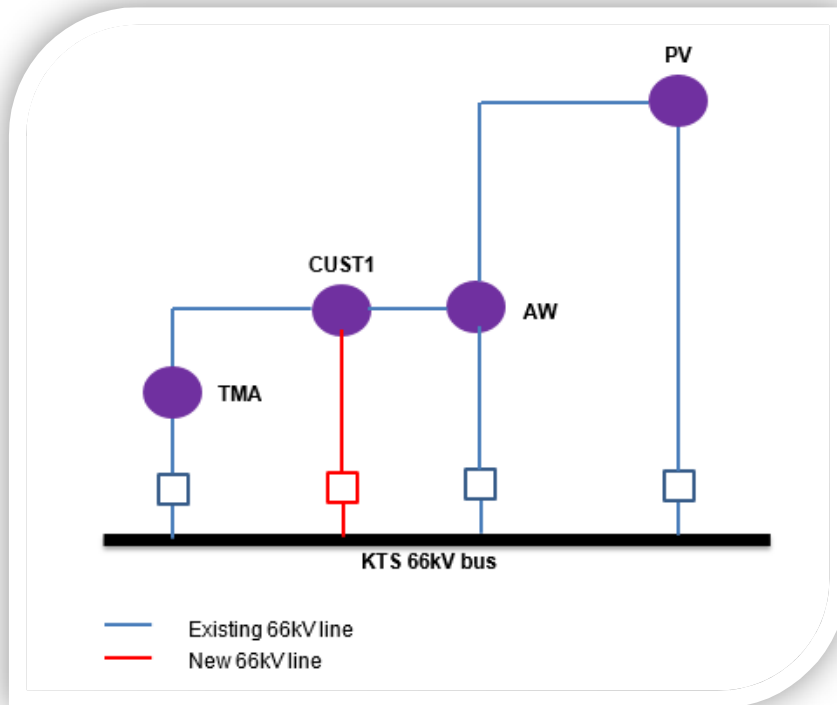 PV
CUST1
AW
TMA
KTS 66kV bus
Existing 66kV line
New 66kV line